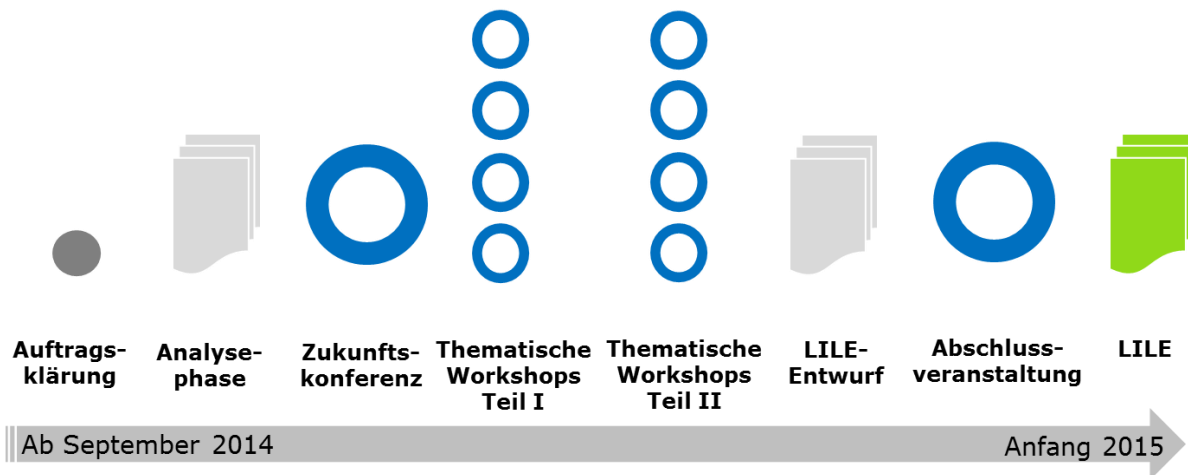 Auftrags-
klärung
Analyse-
phase
Zukunfts-
konferenz
Thematische
Workshops
Teil I
Thematische
Workshops
Teil II
LILE-
Entwurf
Abschluss-
veranstaltung
LILE
Ab September 2014
Anfang 2015